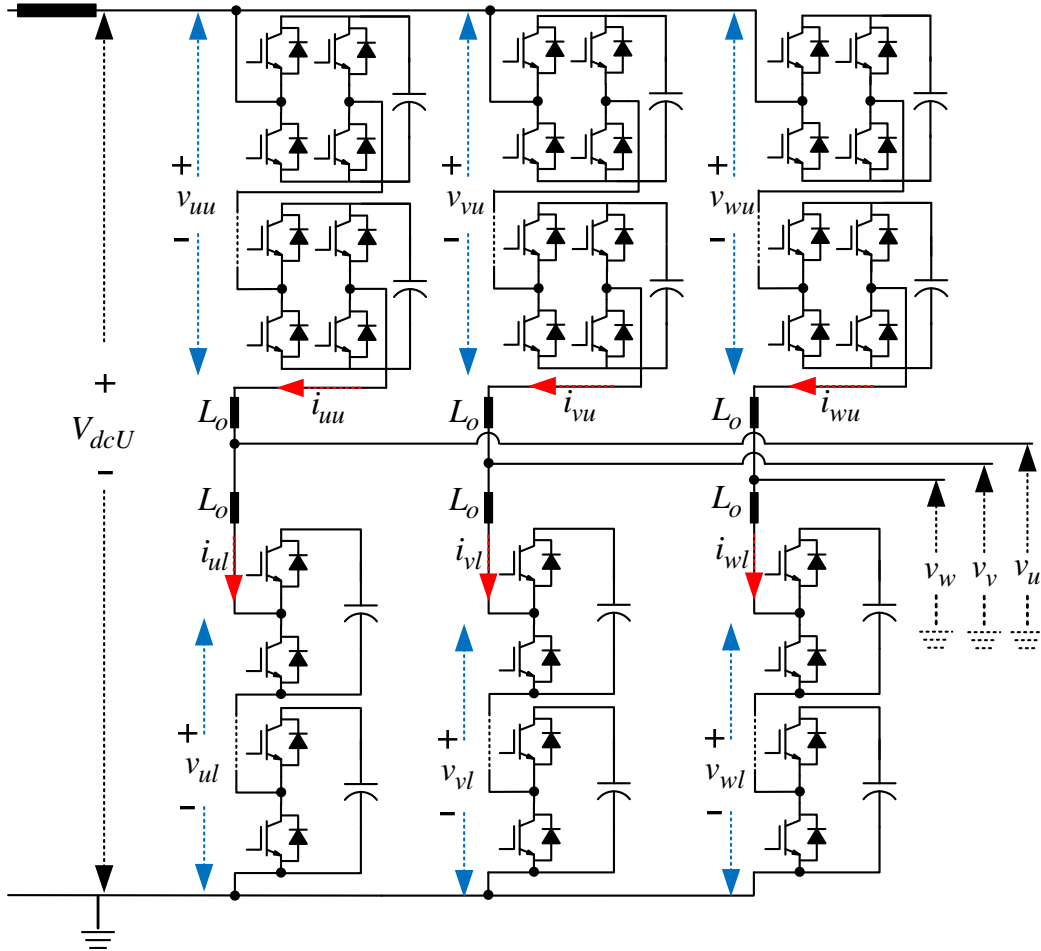 + + +
v_uu v_vu v_wu
− − −
+
V_dcU
−
i_uu i_vu i_wu
L_o L_o L_o
L_o L_o L_o
i_ul i_vl i_wl
v_w v_v v_u
+ + +
v_ul v_vl v_wl
− − −